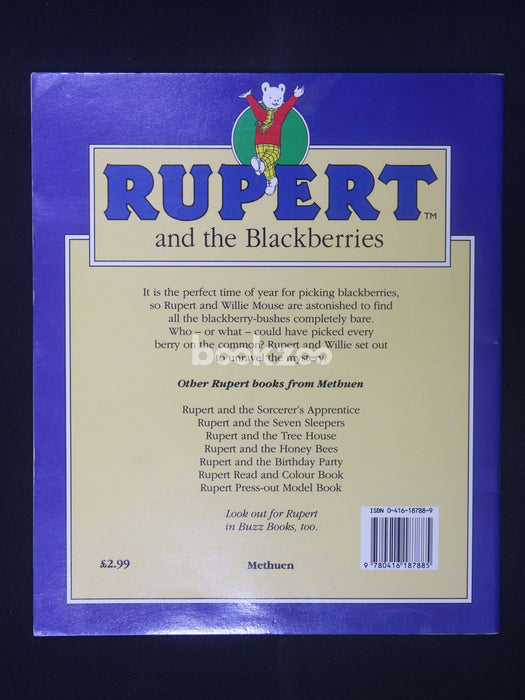 RUPERT™
and the Blackberries
It is the perfect time of year for picking blackberries,
so Rupert and Willie Mouse are astonished to find
all the blackberry-bushes completely bare.
Who – or what – could have picked every
berry on the common? Rupert and Willie set out
to unravel the mystery.
bookzoo
Other Rupert books from Methuen
Rupert and the Sorcerer's Apprentice
Rupert and the Seven Sleepers
Rupert and the Tree House
Rupert and the Honey Bees
Rupert and the Birthday Party
Rupert Read and Colour Book
Rupert Press-out Model Book
Look out for Rupert
in Buzz Books, too.
ISBN 0-416-18788-9
9 780416 187885
£2.99
Methuen